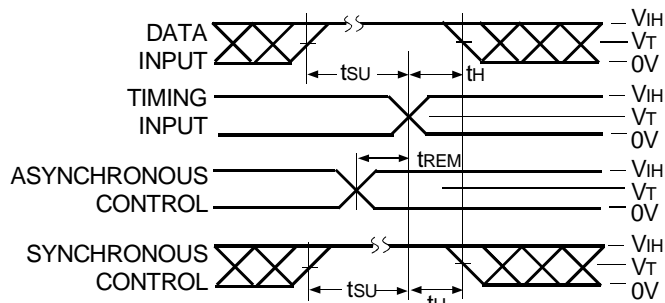 DATA
INPUT
tSU
tH
VIH
VT
0V
TIMING
INPUT
VIH
VT
0V
tREM
ASYNCHRONOUS
CONTROL
VIH
VT
0V
SYNCHRONOUS
CONTROL
tSU
tH
VIH
VT
0V